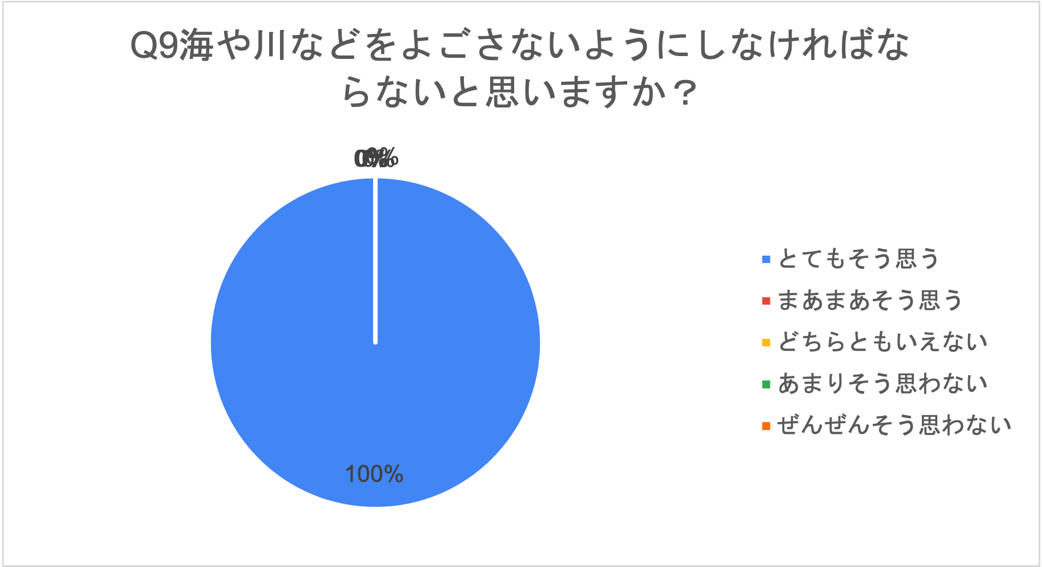 Q9海や川などをよごさないようにしなければな
らないと思いますか？
100%
とてもそう思う
まあまあそう思う
どちらともいえない
あまりそう思わない
ぜんぜんそう思わない